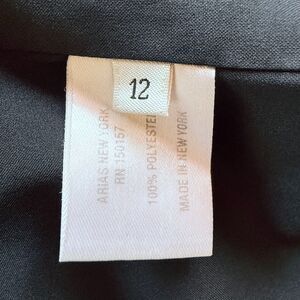 12
ARIAS NEW YORK
RN 150157
100% POLYESTER
MADE IN NEW YORK